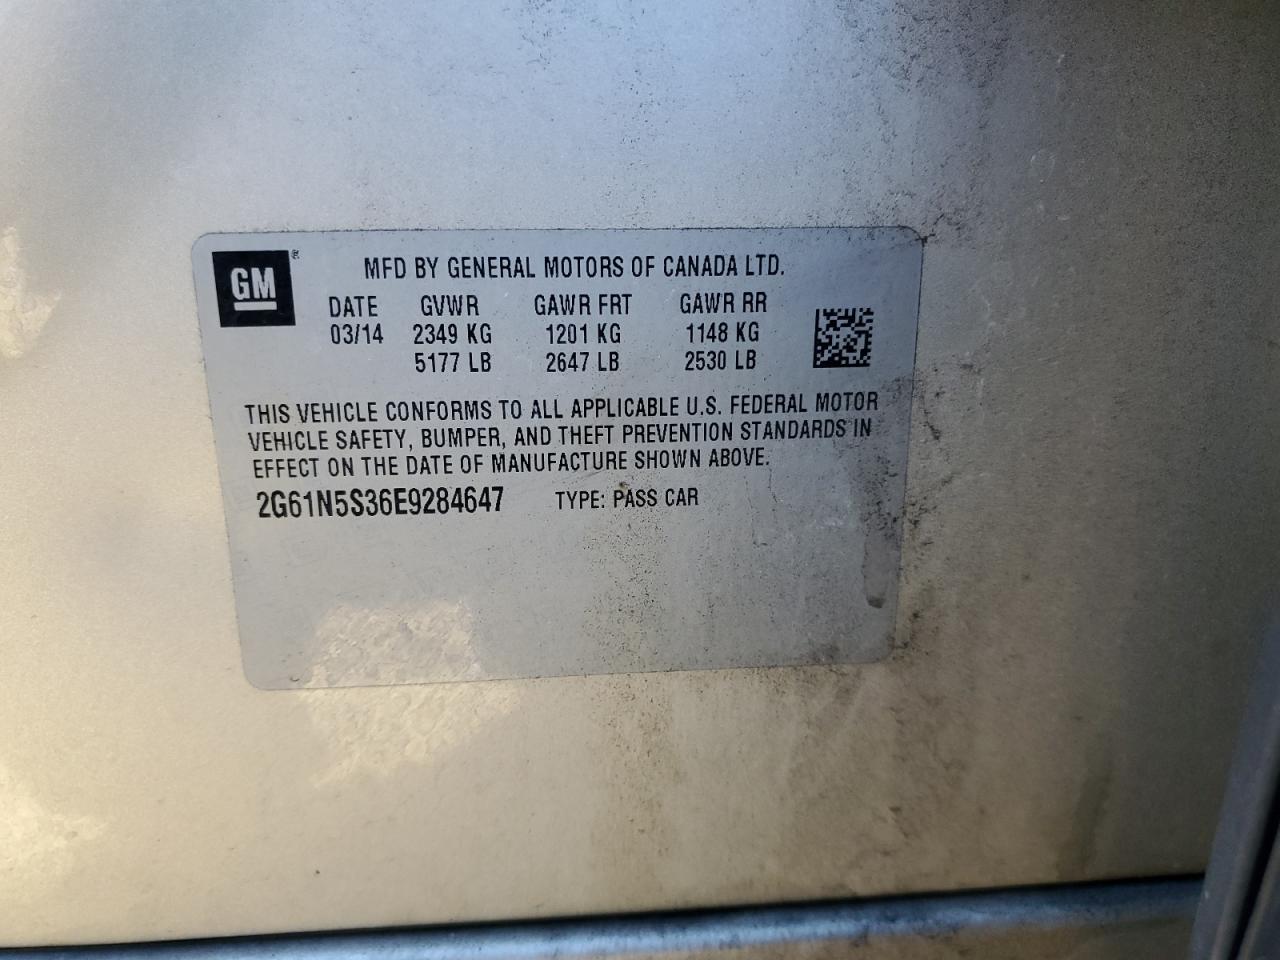 GM ®
MFD BY GENERAL MOTORS OF CANADA LTD.
DATE GVWR GAWR FRT GAWR RR
03/14 2349 KG 1201 KG 1148 KG
5177 LB 2647 LB 2530 LB
THIS VEHICLE CONFORMS TO ALL APPLICABLE U.S. FEDERAL MOTOR
VEHICLE SAFETY, BUMPER, AND THEFT PREVENTION STANDARDS IN
EFFECT ON THE DATE OF MANUFACTURE SHOWN ABOVE.
2G61N5S36E9284647 TYPE: PASS CAR